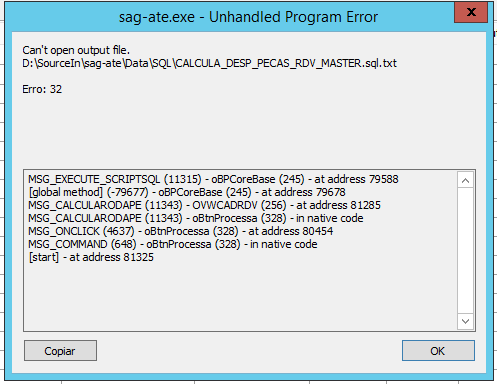 sag-ate.exe - Unhandled Program Error
x
Can't open output file.
D:\SourceIn\sag-ate\Data\SQL\CALCULA_DESP_PECAS_RDV_MASTER.sql.txt
Erro: 32
MSG_EXECUTE_SCRIPTSQL (11315) - oBPCoreBase (245) - at address 79588
[global method] (-79677) - oBPCoreBase (245) - at address 79678
MSG_CALCULARODAPE (11343) - OVWCADRDV (256) - at address 81285
MSG_CALCULARODAPE (11343) - oBtnProcessa (328) - in native code
MSG_ONCLICK (4637) - oBtnProcessa (328) - at address 80454
MSG_COMMAND (648) - oBtnProcessa (328) - in native code
[start] - at address 81325
Copiar
OK